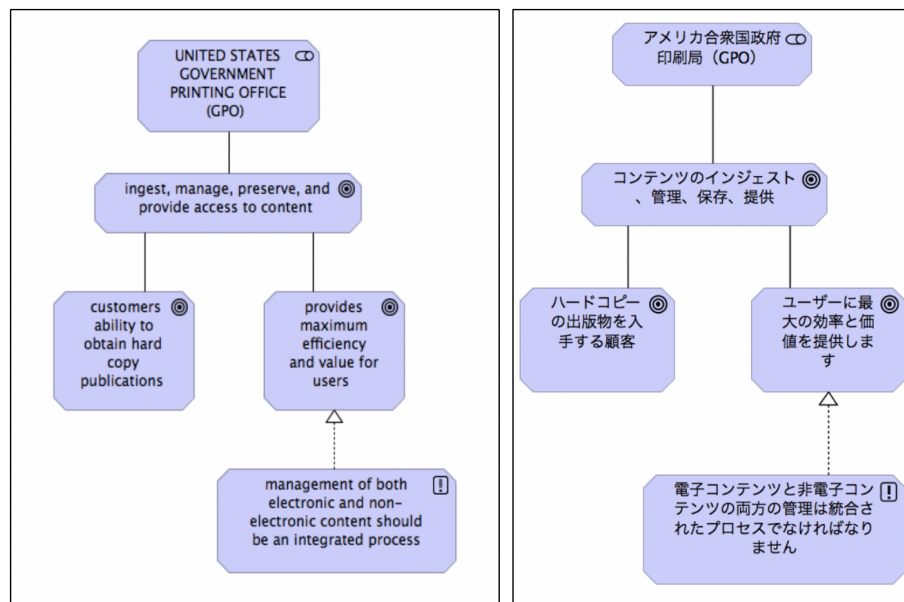 UNITED STATES
GOVERNMENT
PRINTING OFFICE
(GPO)
ingest, manage, preserve, and
provide access to content
customers
ability to
obtain hard
copy
publications
provides
maximum
efficiency
and value for
users
management of both
electronic and non-
electronic content should
be an integrated process
アメリカ合衆国政府
印刷局（GPO）
コンテンツのインジェスト
、管理、保存、提供
ハードコピー
の出版物を入
手する顧客
ユーザーに最
大の効率と価
値を提供しま
す
電子コンテンツと非電子コン
テンツの両方の管理は統合さ
れたプロセスでなければなり
ません